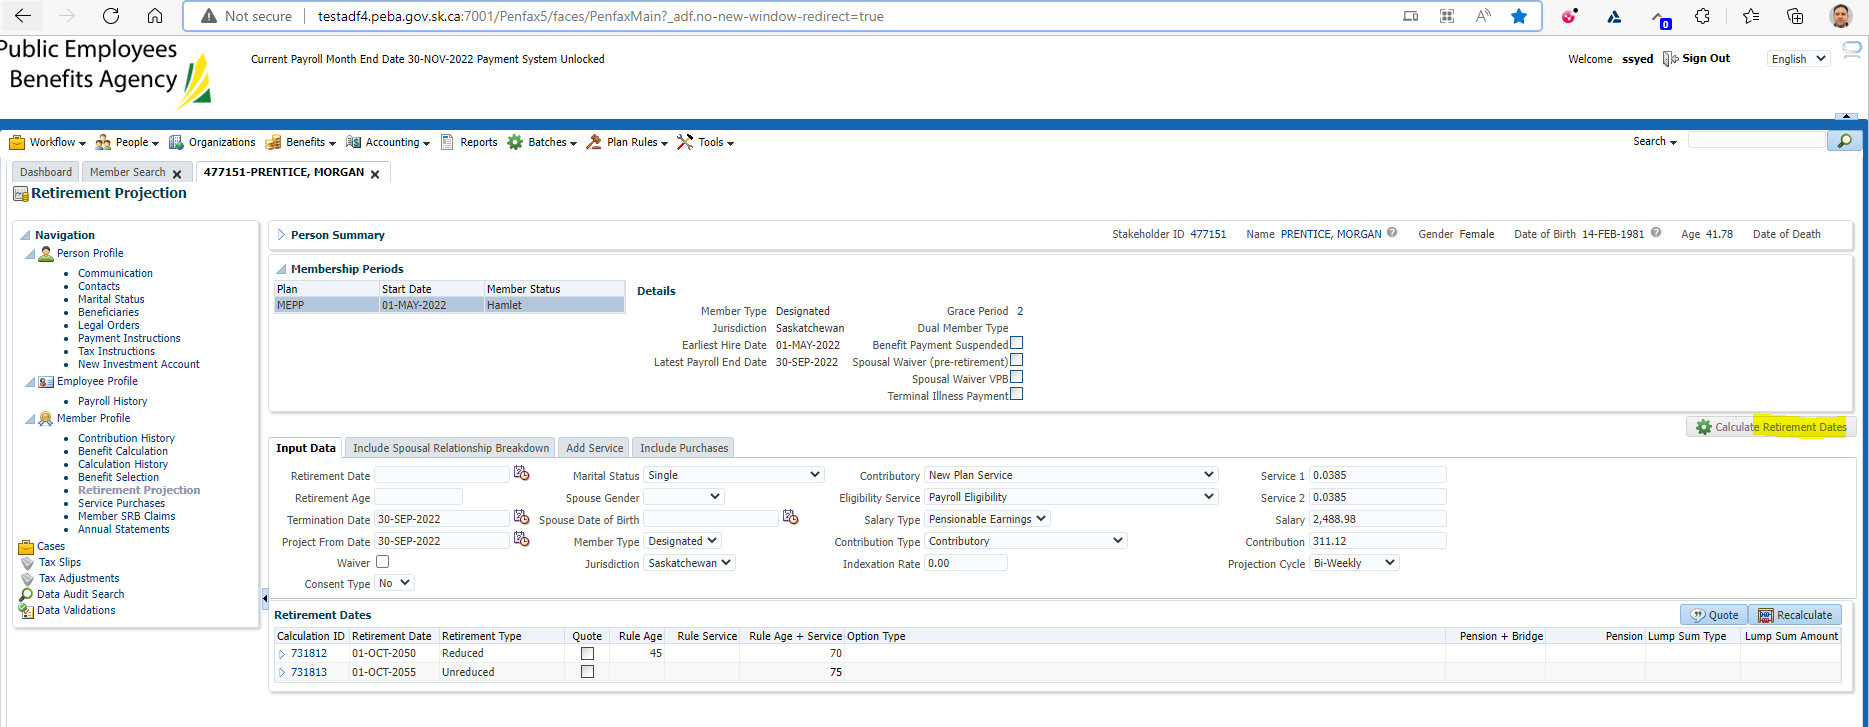 Not secure testadf4.peba.gov.sk.ca:7001/Penfax5/faces/PenfaxMain?_adf.no-new-window-redirect=true
0
Public Employees
Benefits Agency
Current Payroll Month End Date 30-NOV-2022 Payment System Unlocked
Welcome ssyed Sign Out English
Workflow People Organizations Benefits Accounting Reports Batches Plan Rules Tools Search
Dashboard Member Search 477151-PRENTICE, MORGAN
Retirement Projection
Navigation
Person Profile
Communication
Contacts
Marital Status
Beneficiaries
Legal Orders
Payment Instructions
Tax Instructions
New Investment Account
Employee Profile
Payroll History
Member Profile
Contribution History
Benefit Calculation
Calculation History
Benefit Selection
Retirement Projection
Service Purchases
Member SRB Claims
Annual Statements
Cases
Tax Slips
Tax Adjustments
Data Audit Search
Data Validations
Person Summary Stakeholder ID 477151 Name PRENTICE, MORGAN Gender Female Date of Birth 14-FEB-1981 Age 41.78 Date of Death
Membership Periods
Plan Start Date Member Status
MEPP 01-MAY-2022 Hamlet
Details
Member Type Designated Grace Period 2
Jurisdiction Saskatchewan Dual Member Type
Earliest Hire Date 01-MAY-2022 Benefit Payment Suspended
Latest Payroll End Date 30-SEP-2022 Spousal Waiver (pre-retirement)
Spousal Waiver VPB
Terminal Illness Payment
Calculate Retirement Dates
Input Data Include Spousal Relationship Breakdown Add Service Include Purchases
Retirement Date Marital Status Single Contributory New Plan Service Service 1 0.0385
Retirement Age Spouse Gender Eligibility Service Payroll Eligibility Service 2 0.0385
Termination Date 30-SEP-2022 Spouse Date of Birth Salary Type Pensionable Earnings Salary 2,488.98
Project From Date 30-SEP-2022 Member Type Designated Contribution Type Contributory Contribution 311.12
Waiver Jurisdiction Saskatchewan Indexation Rate 0.00 Projection Cycle Bi-Weekly
Consent Type No
Retirement Dates Quote Recalculate
Calculation ID Retirement Date Retirement Type Quote Rule Age Rule Service Rule Age + Service Option Type Pension + Bridge Pension Lump Sum Type Lump Sum Amount
731812 01-OCT-2050 Reduced 45 70
731813 01-OCT-2055 Unreduced 75